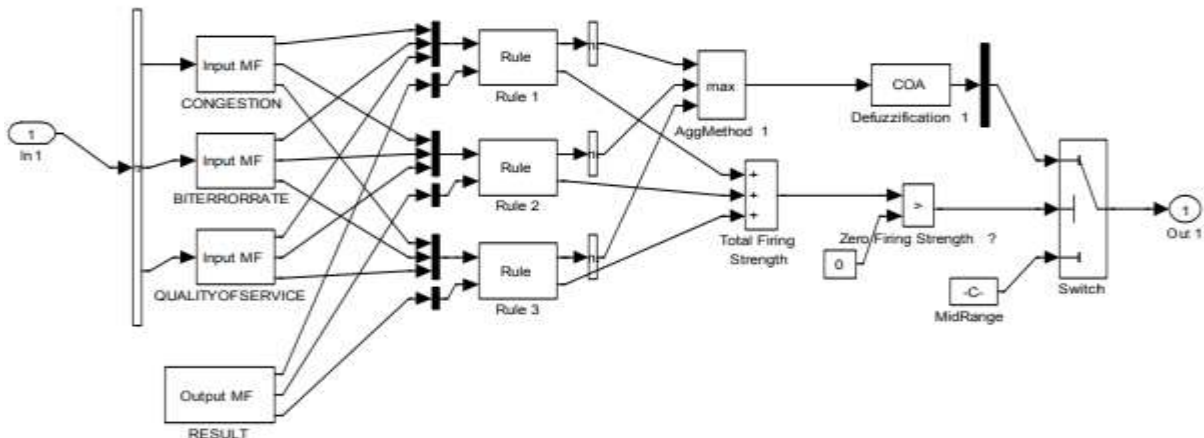 1
In 1
Input MF
CONGESTION
Input MF
BITERRORRATE
Input MF
QUALITYOFSERVICE
Output MF
RESULT
Rule
Rule 1
Rule
Rule 2
Rule
Rule 3
max
AggMethod 1
+
+
+
Total Firing
Strength
COA
Defuzzification 1
>
Zero Firing Strength ?
0
-C-
MidRange
Switch
1
Out 1